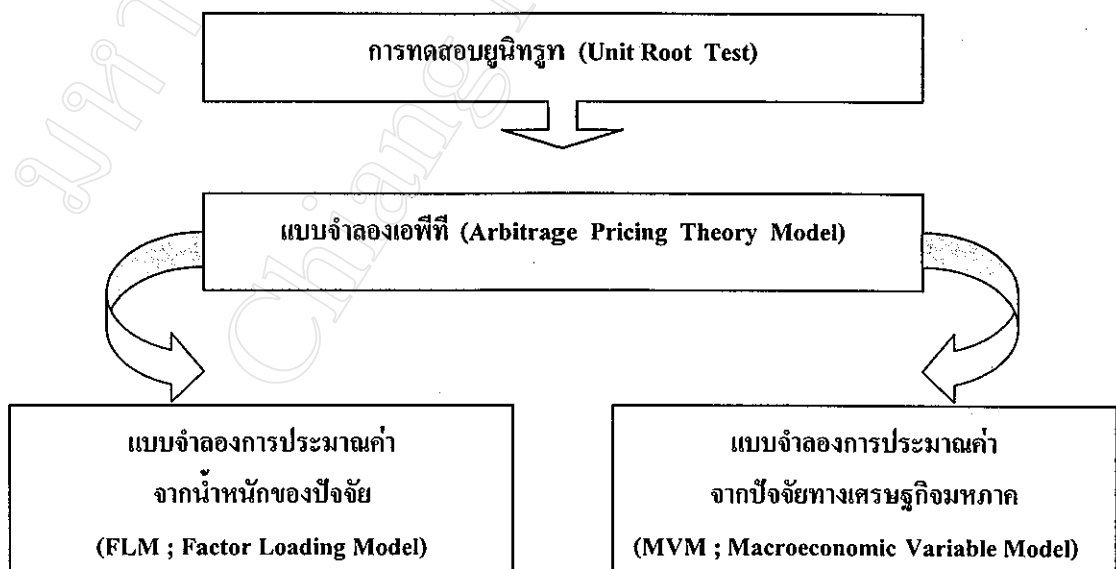 การทดสอบยูนิทรูท (Unit Root Test)
แบบจำลองเอพีที (Arbitrage Pricing Theory Model)
แบบจำลองการประมาณค่า
จากน้ำหนักของปัจจัย
(FLM ; Factor Loading Model)
แบบจำลองการประมาณค่า
จากปัจจัยทางเศรษฐกิจมหภาค
(MVM ; Macroeconomic Variable Model)
Chiang